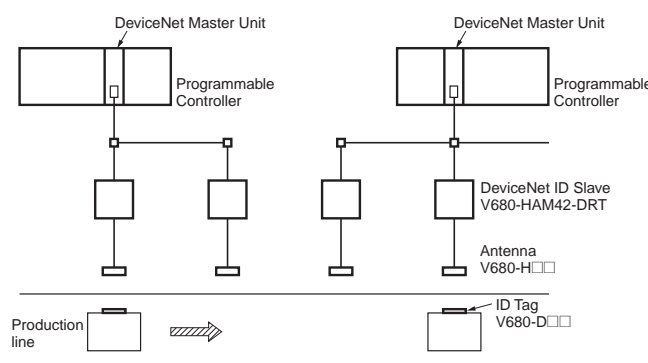 DeviceNet Master Unit
DeviceNet Master Unit
Programmable
Controller
Programmable
Controller
DeviceNet ID Slave
V680-HAM42-DRT
Antenna
V680-H□□
ID Tag
V680-D□□
Production
line